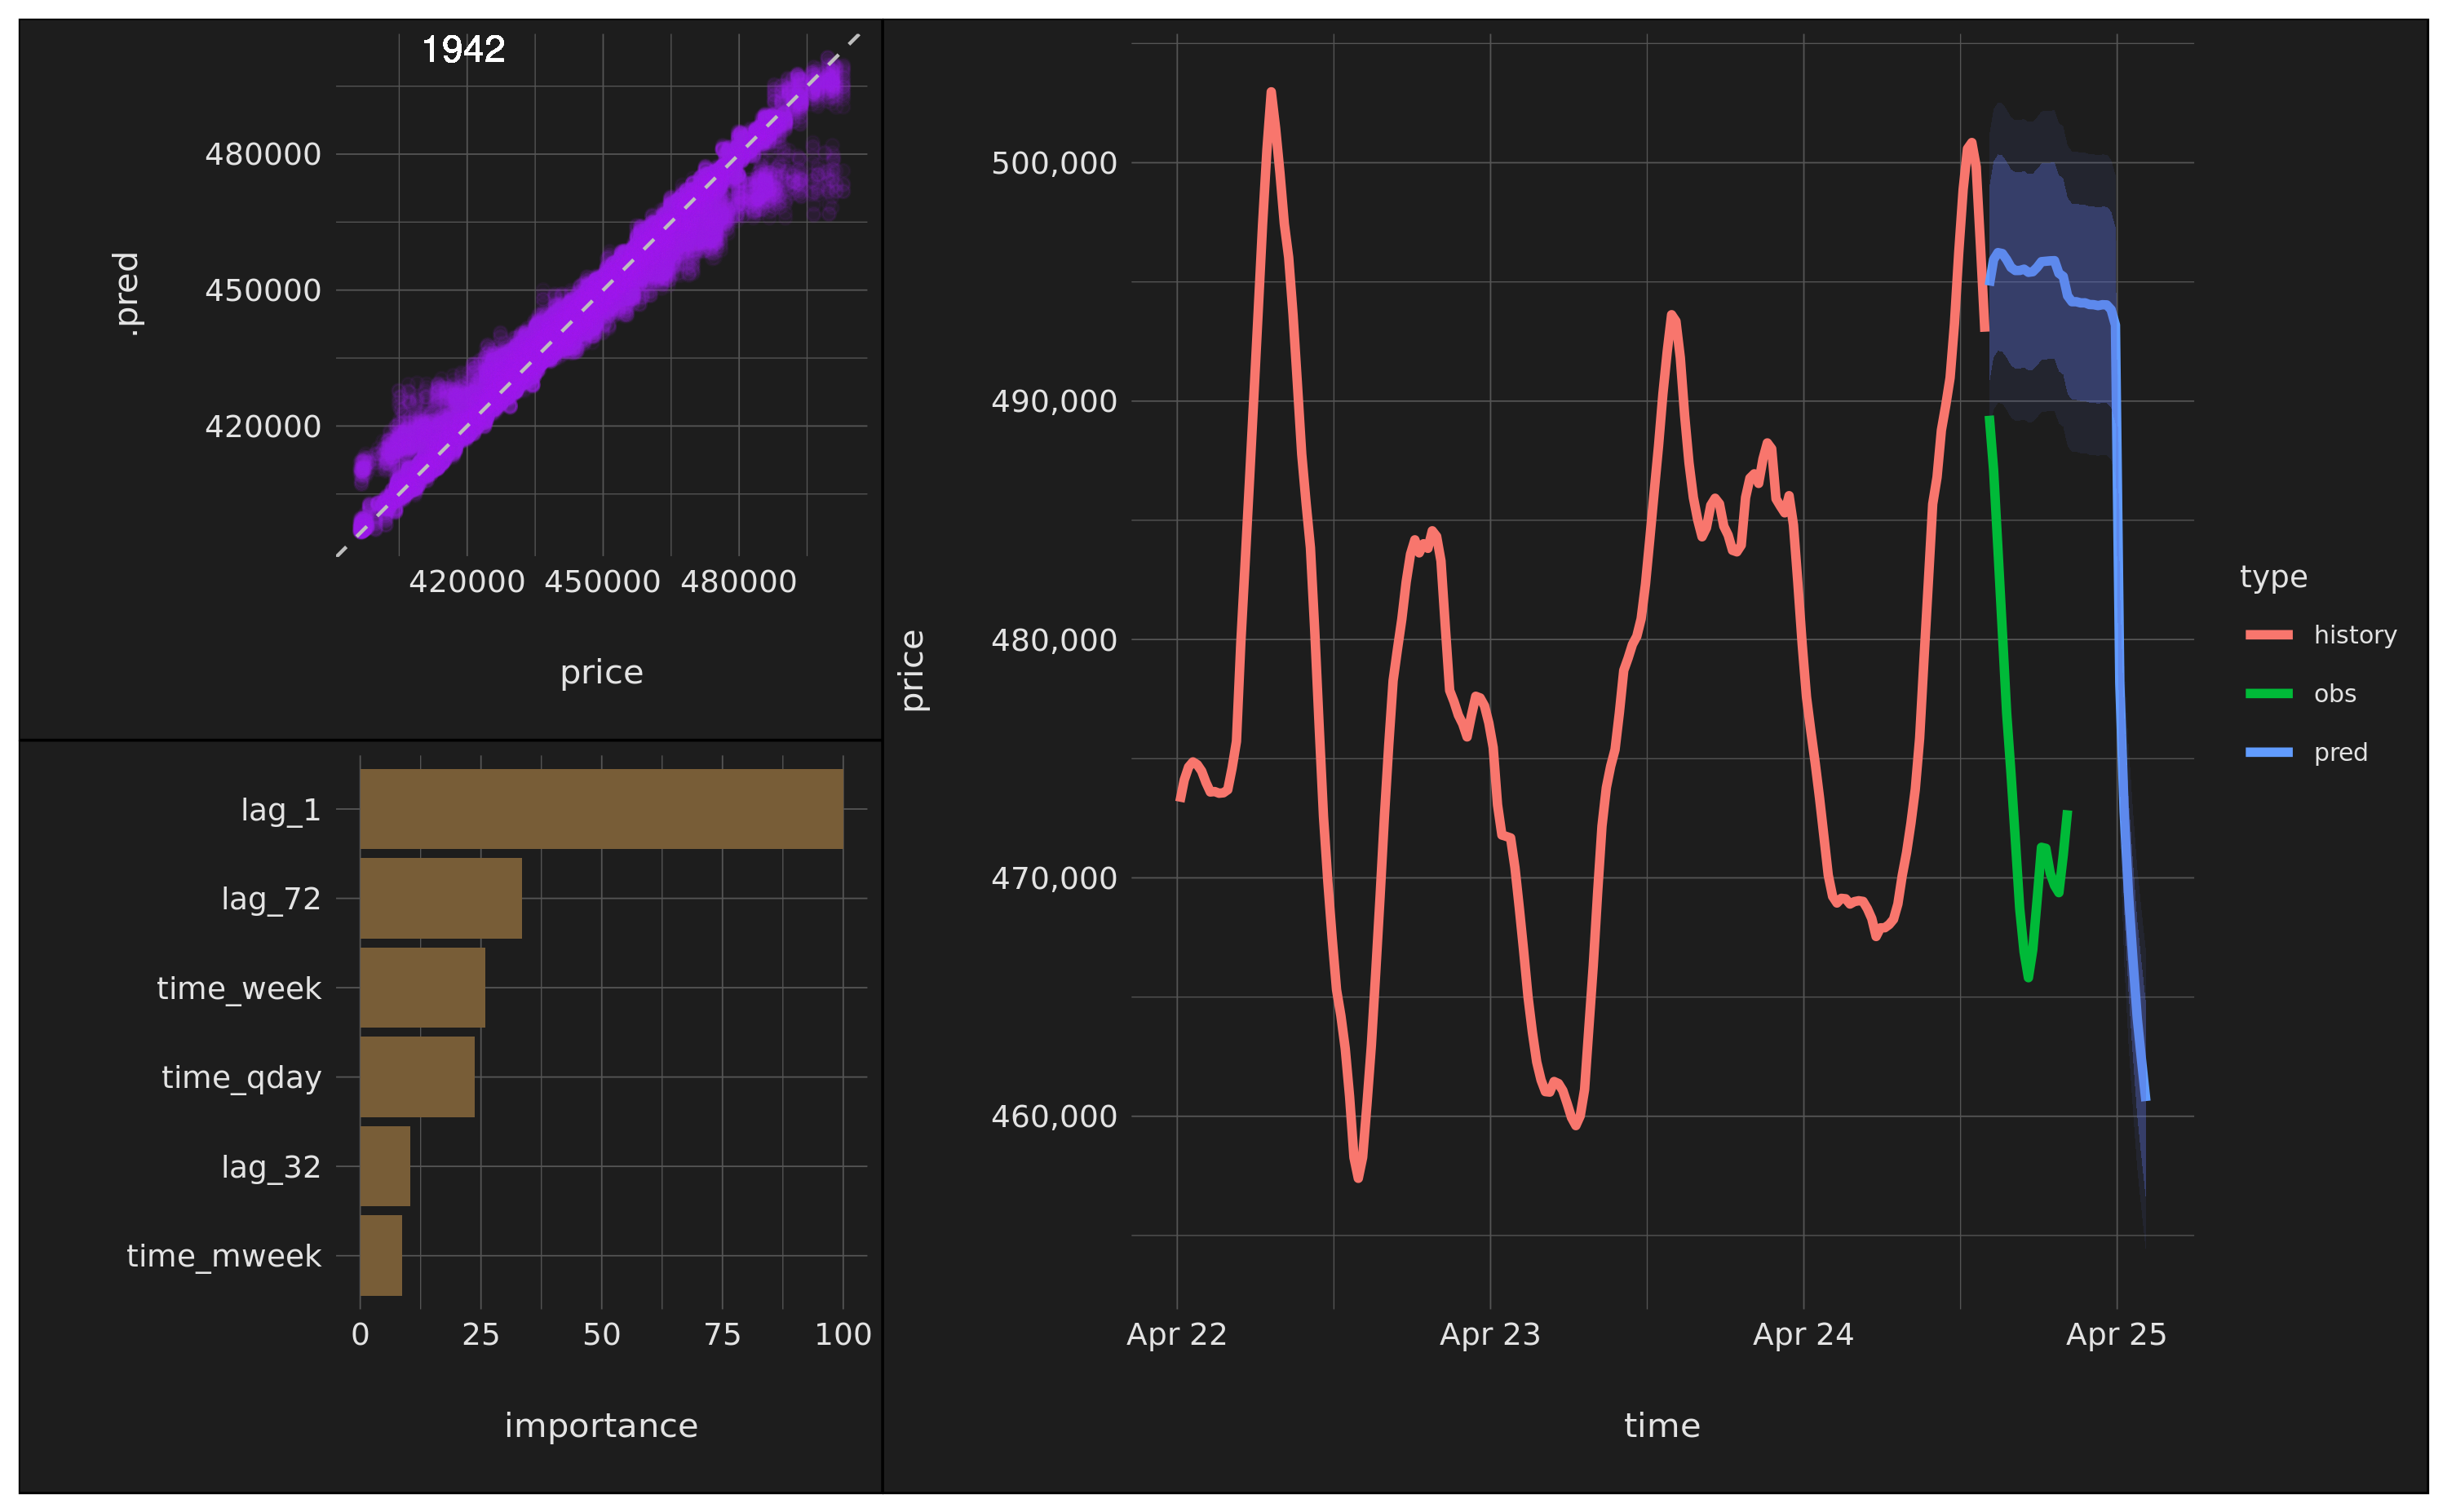 1942
.pred
480000
450000
420000
420000 450000 480000
price
lag_1
lag_72
time_week
time_qday
lag_32
time_mweek
0 25 50 75 100
importance
price
500,000
490,000
480,000
470,000
460,000
Apr 22 Apr 23 Apr 24 Apr 25
time
type
history
obs
pred